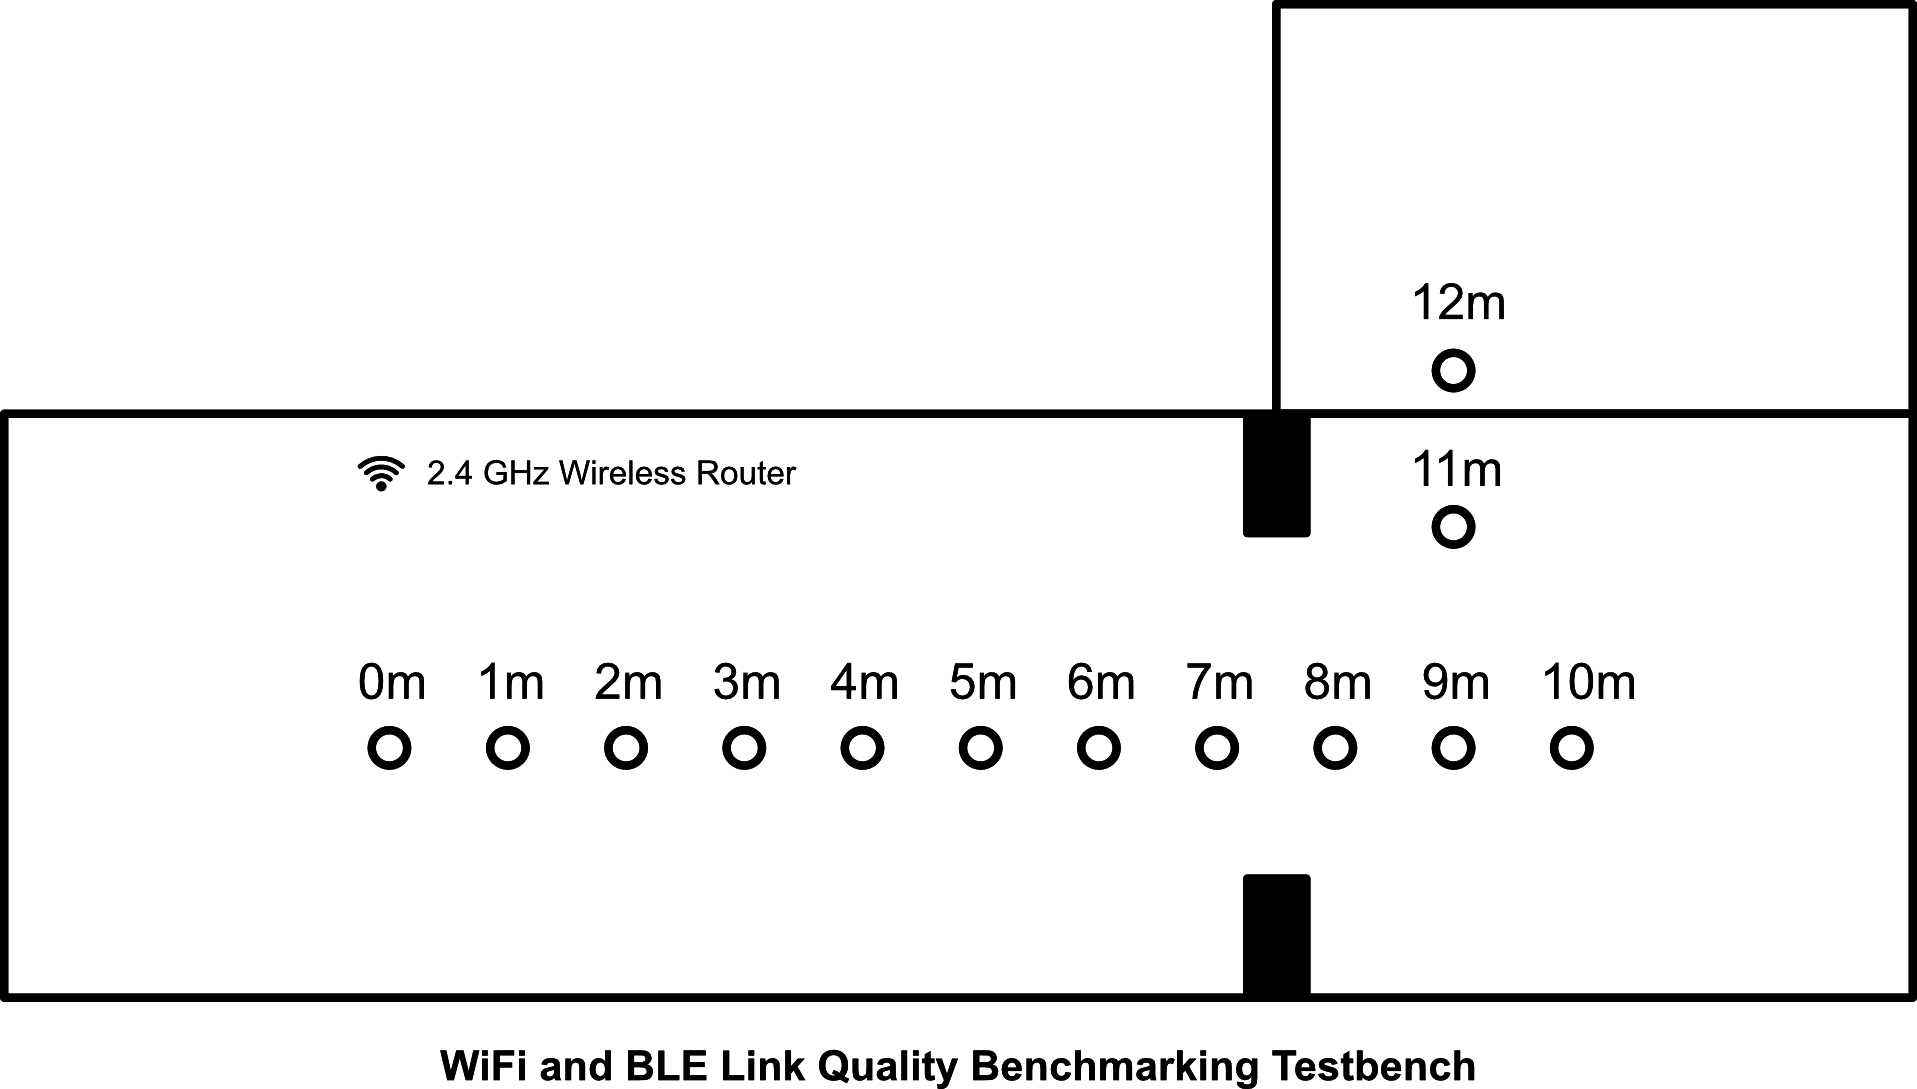 12m
2.4 GHz Wireless Router
11m
0m 1m 2m 3m 4m 5m 6m 7m 8m 9m 10m
WiFi and BLE Link Quality Benchmarking Testbench